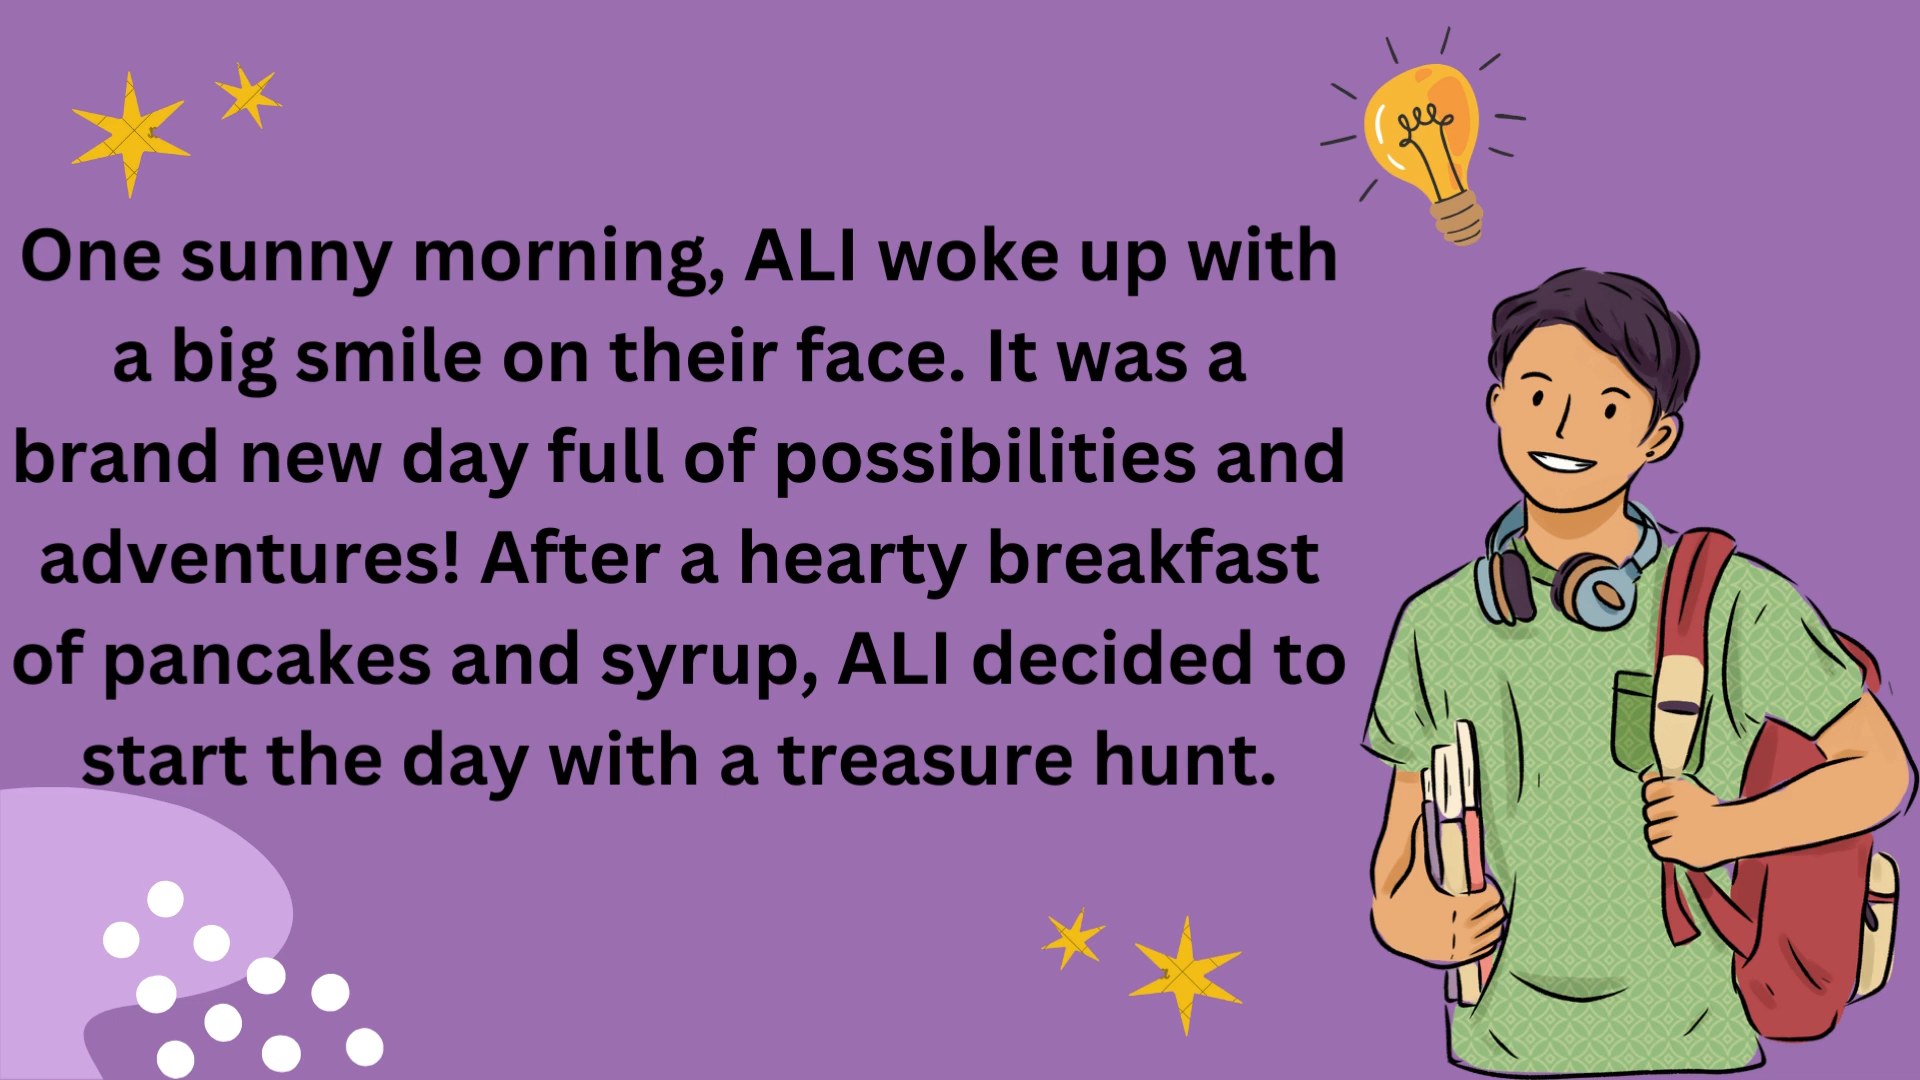 One sunny morning, ALI woke up with
a big smile on their face. It was a
brand new day full of possibilities and
adventures! After a hearty breakfast
of pancakes and syrup, ALI decided to
start the day with a treasure hunt.